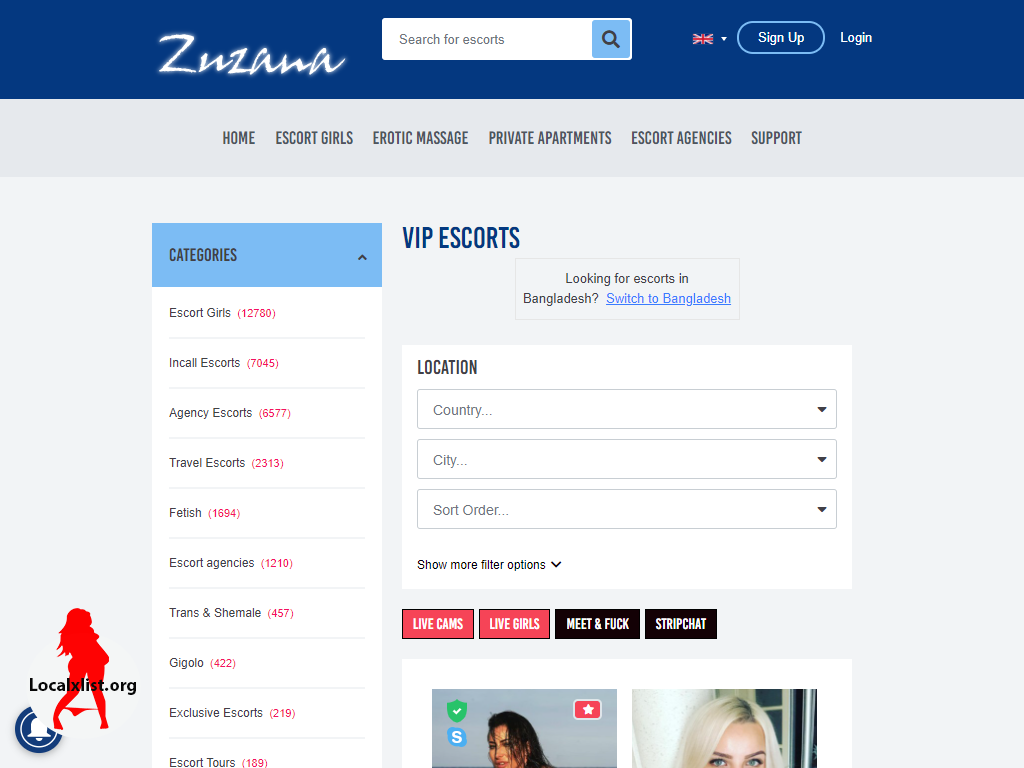 Zuzana
Search for escorts
Sign Up
Login
HOME
ESCORT GIRLS
EROTIC MASSAGE
PRIVATE APARTMENTS
ESCORT AGENCIES
SUPPORT
CATEGORIES
Escort Girls (12780)
Incall Escorts (7045)
Agency Escorts (6577)
Travel Escorts (2313)
Fetish (1694)
Escort agencies (1210)
Trans & Shemale (457)
Gigolo (422)
Exclusive Escorts (219)
Escort Tours (189)
VIP ESCORTS
Looking for escorts in
Bangladesh? Switch to Bangladesh
LOCATION
Country...
City...
Sort Order...
Show more filter options
LIVE CAMS
LIVE GIRLS
MEET & FUCK
STRIPCHAT
S
Localxlist.org